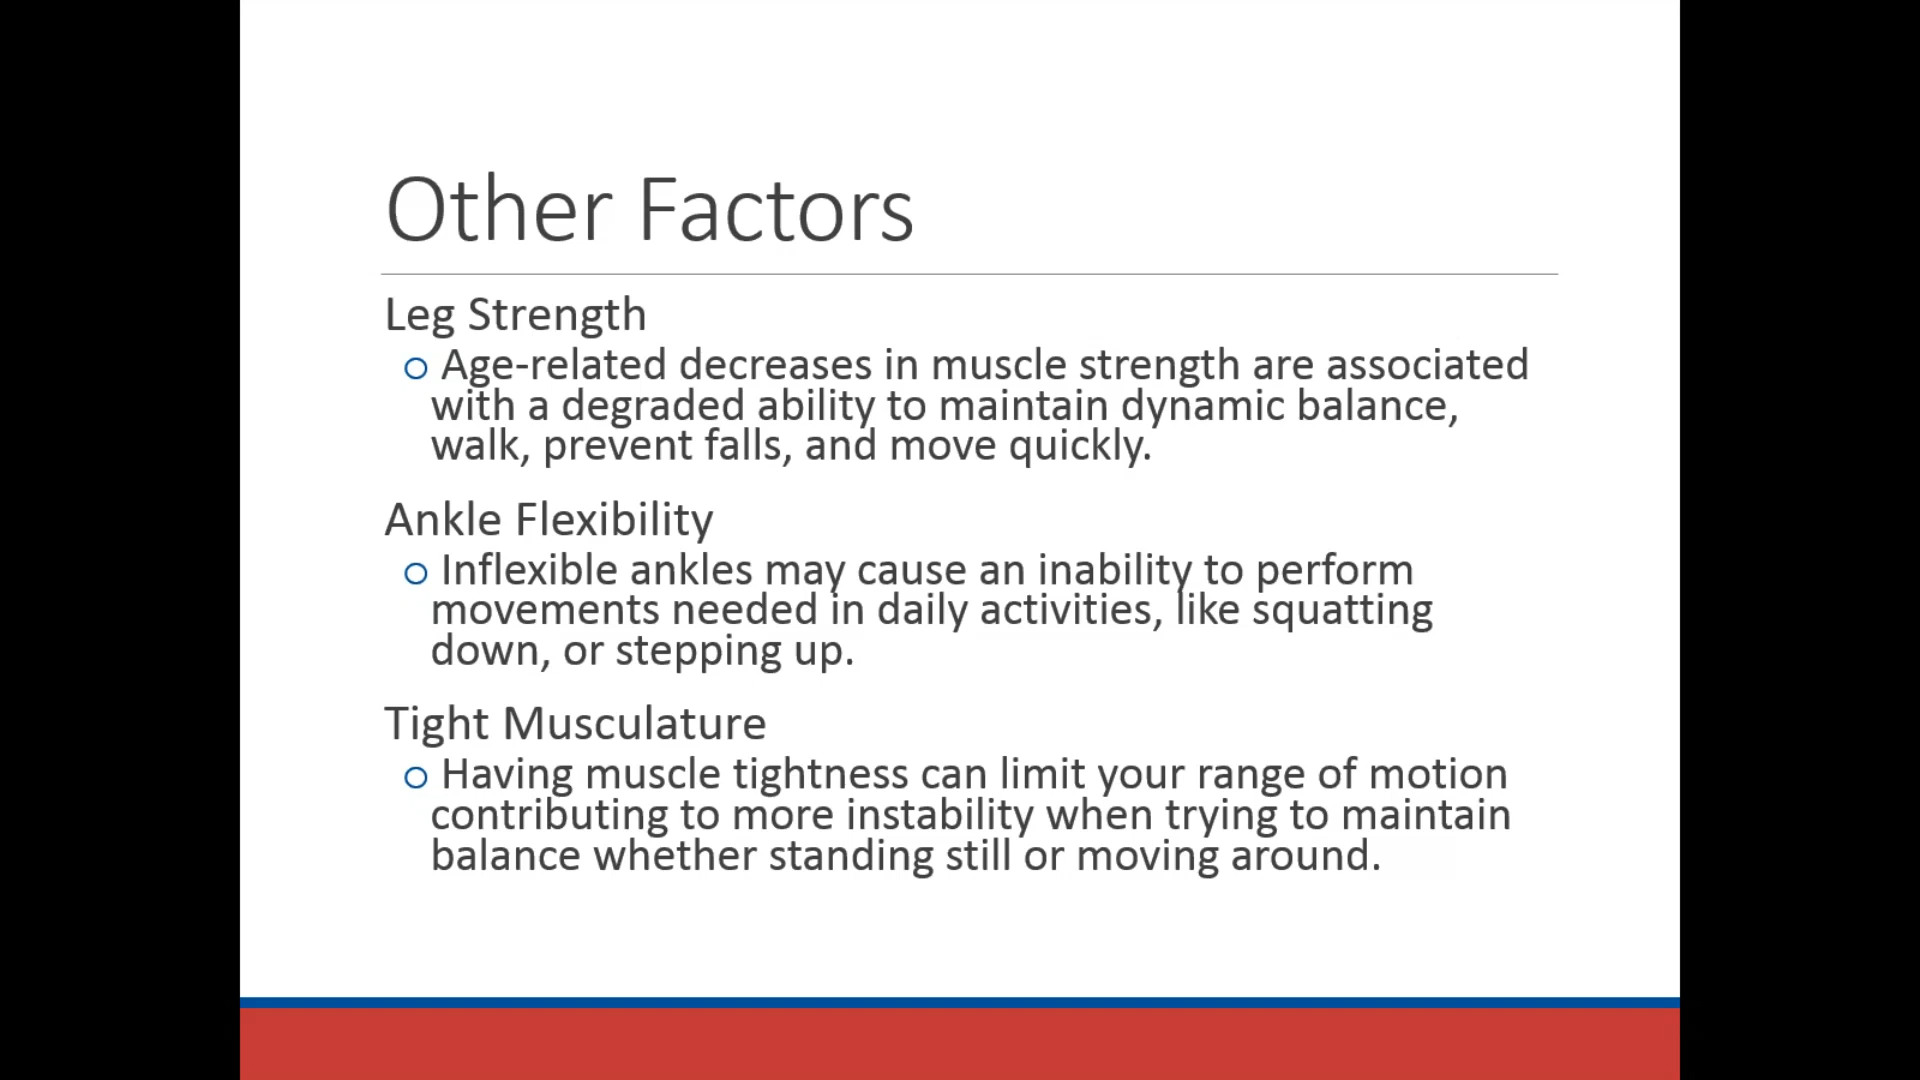 Other Factors
Leg Strength
o Age-related decreases in muscle strength are associated
with a degraded ability to maintain dynamic balance,
walk, prevent falls, and move quickly.
Ankle Flexibility
o Inflexible ankles may cause an inability to perform
movements needed in daily activities, like squatting
down, or stepping up.
Tight Musculature
o Having muscle tightness can limit your range of motion
contributing to more instability when trying to maintain
balance whether standing still or moving around.